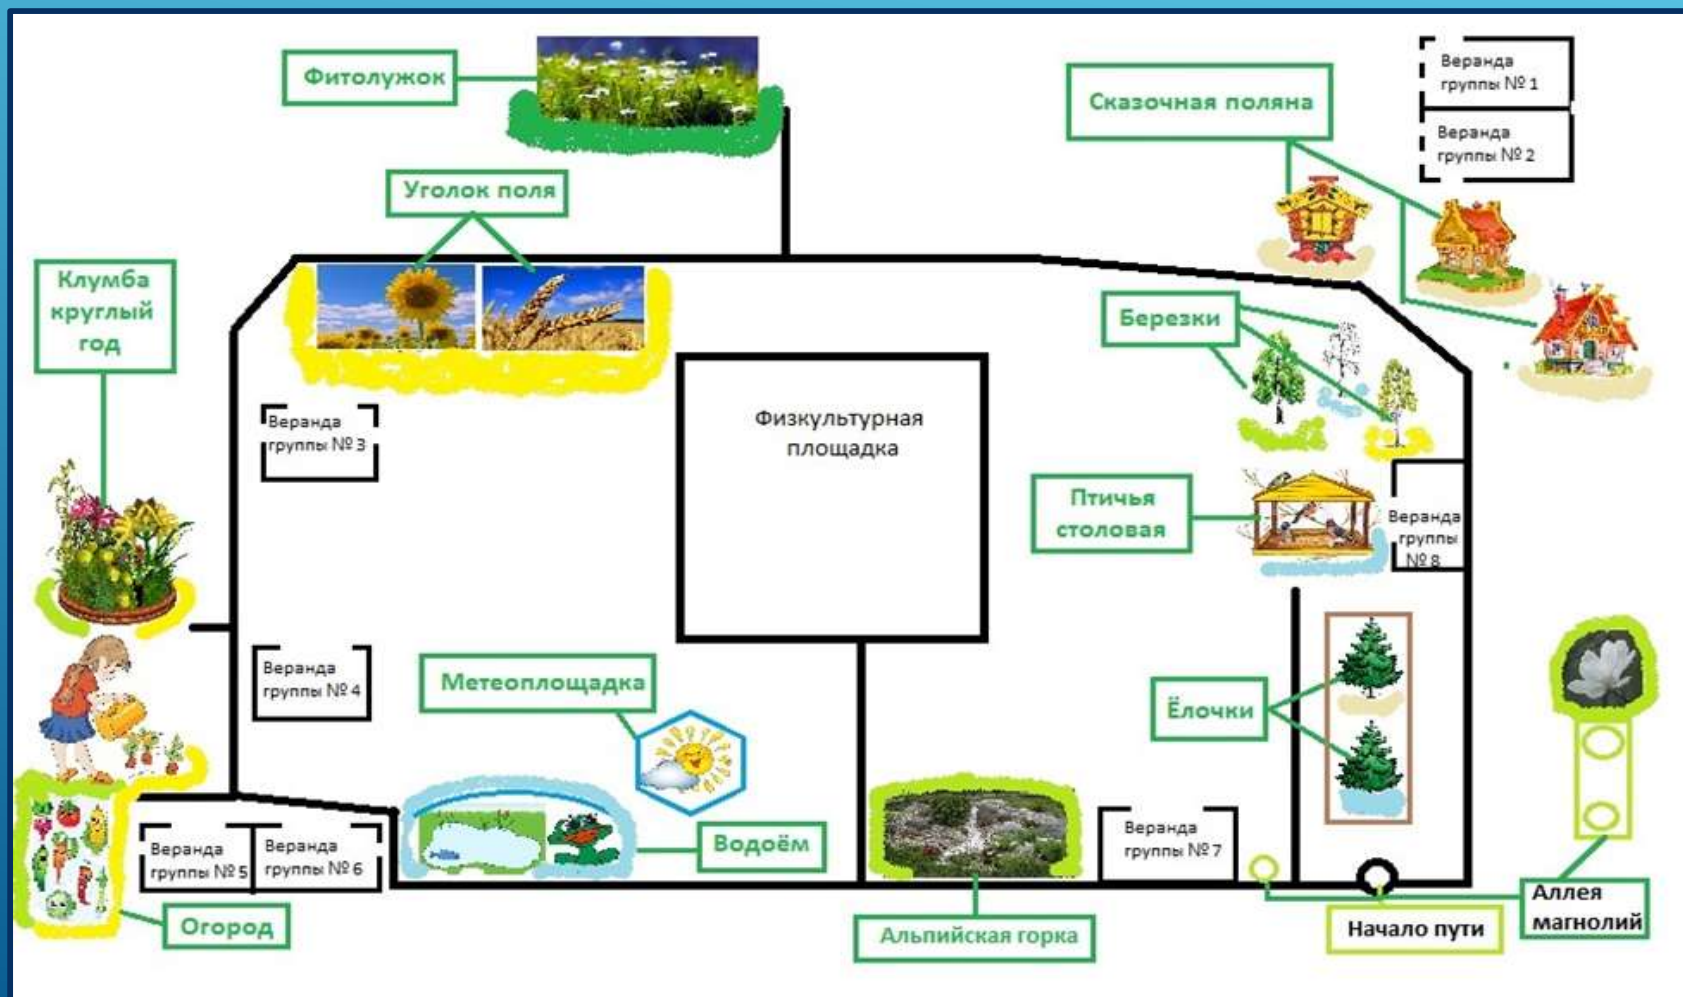 Фитолужок
Сказочная поляна
Веранда
группы № 1
Веранда
группы № 2
Уголок поля
Клумба
круглый
год
Березки
Веранда
группы № 3
Физкультурная
площадка
Птичья
столовая
Веранда
группы
№ 8
Веранда
группы № 4
Метеоплощадка
Ёлочки
Веранда
группы № 5
Веранда
группы № 6
Водоём
Веранда
группы № 7
Огород
Альпийская горка
Начало пути
Аллея
магнолий